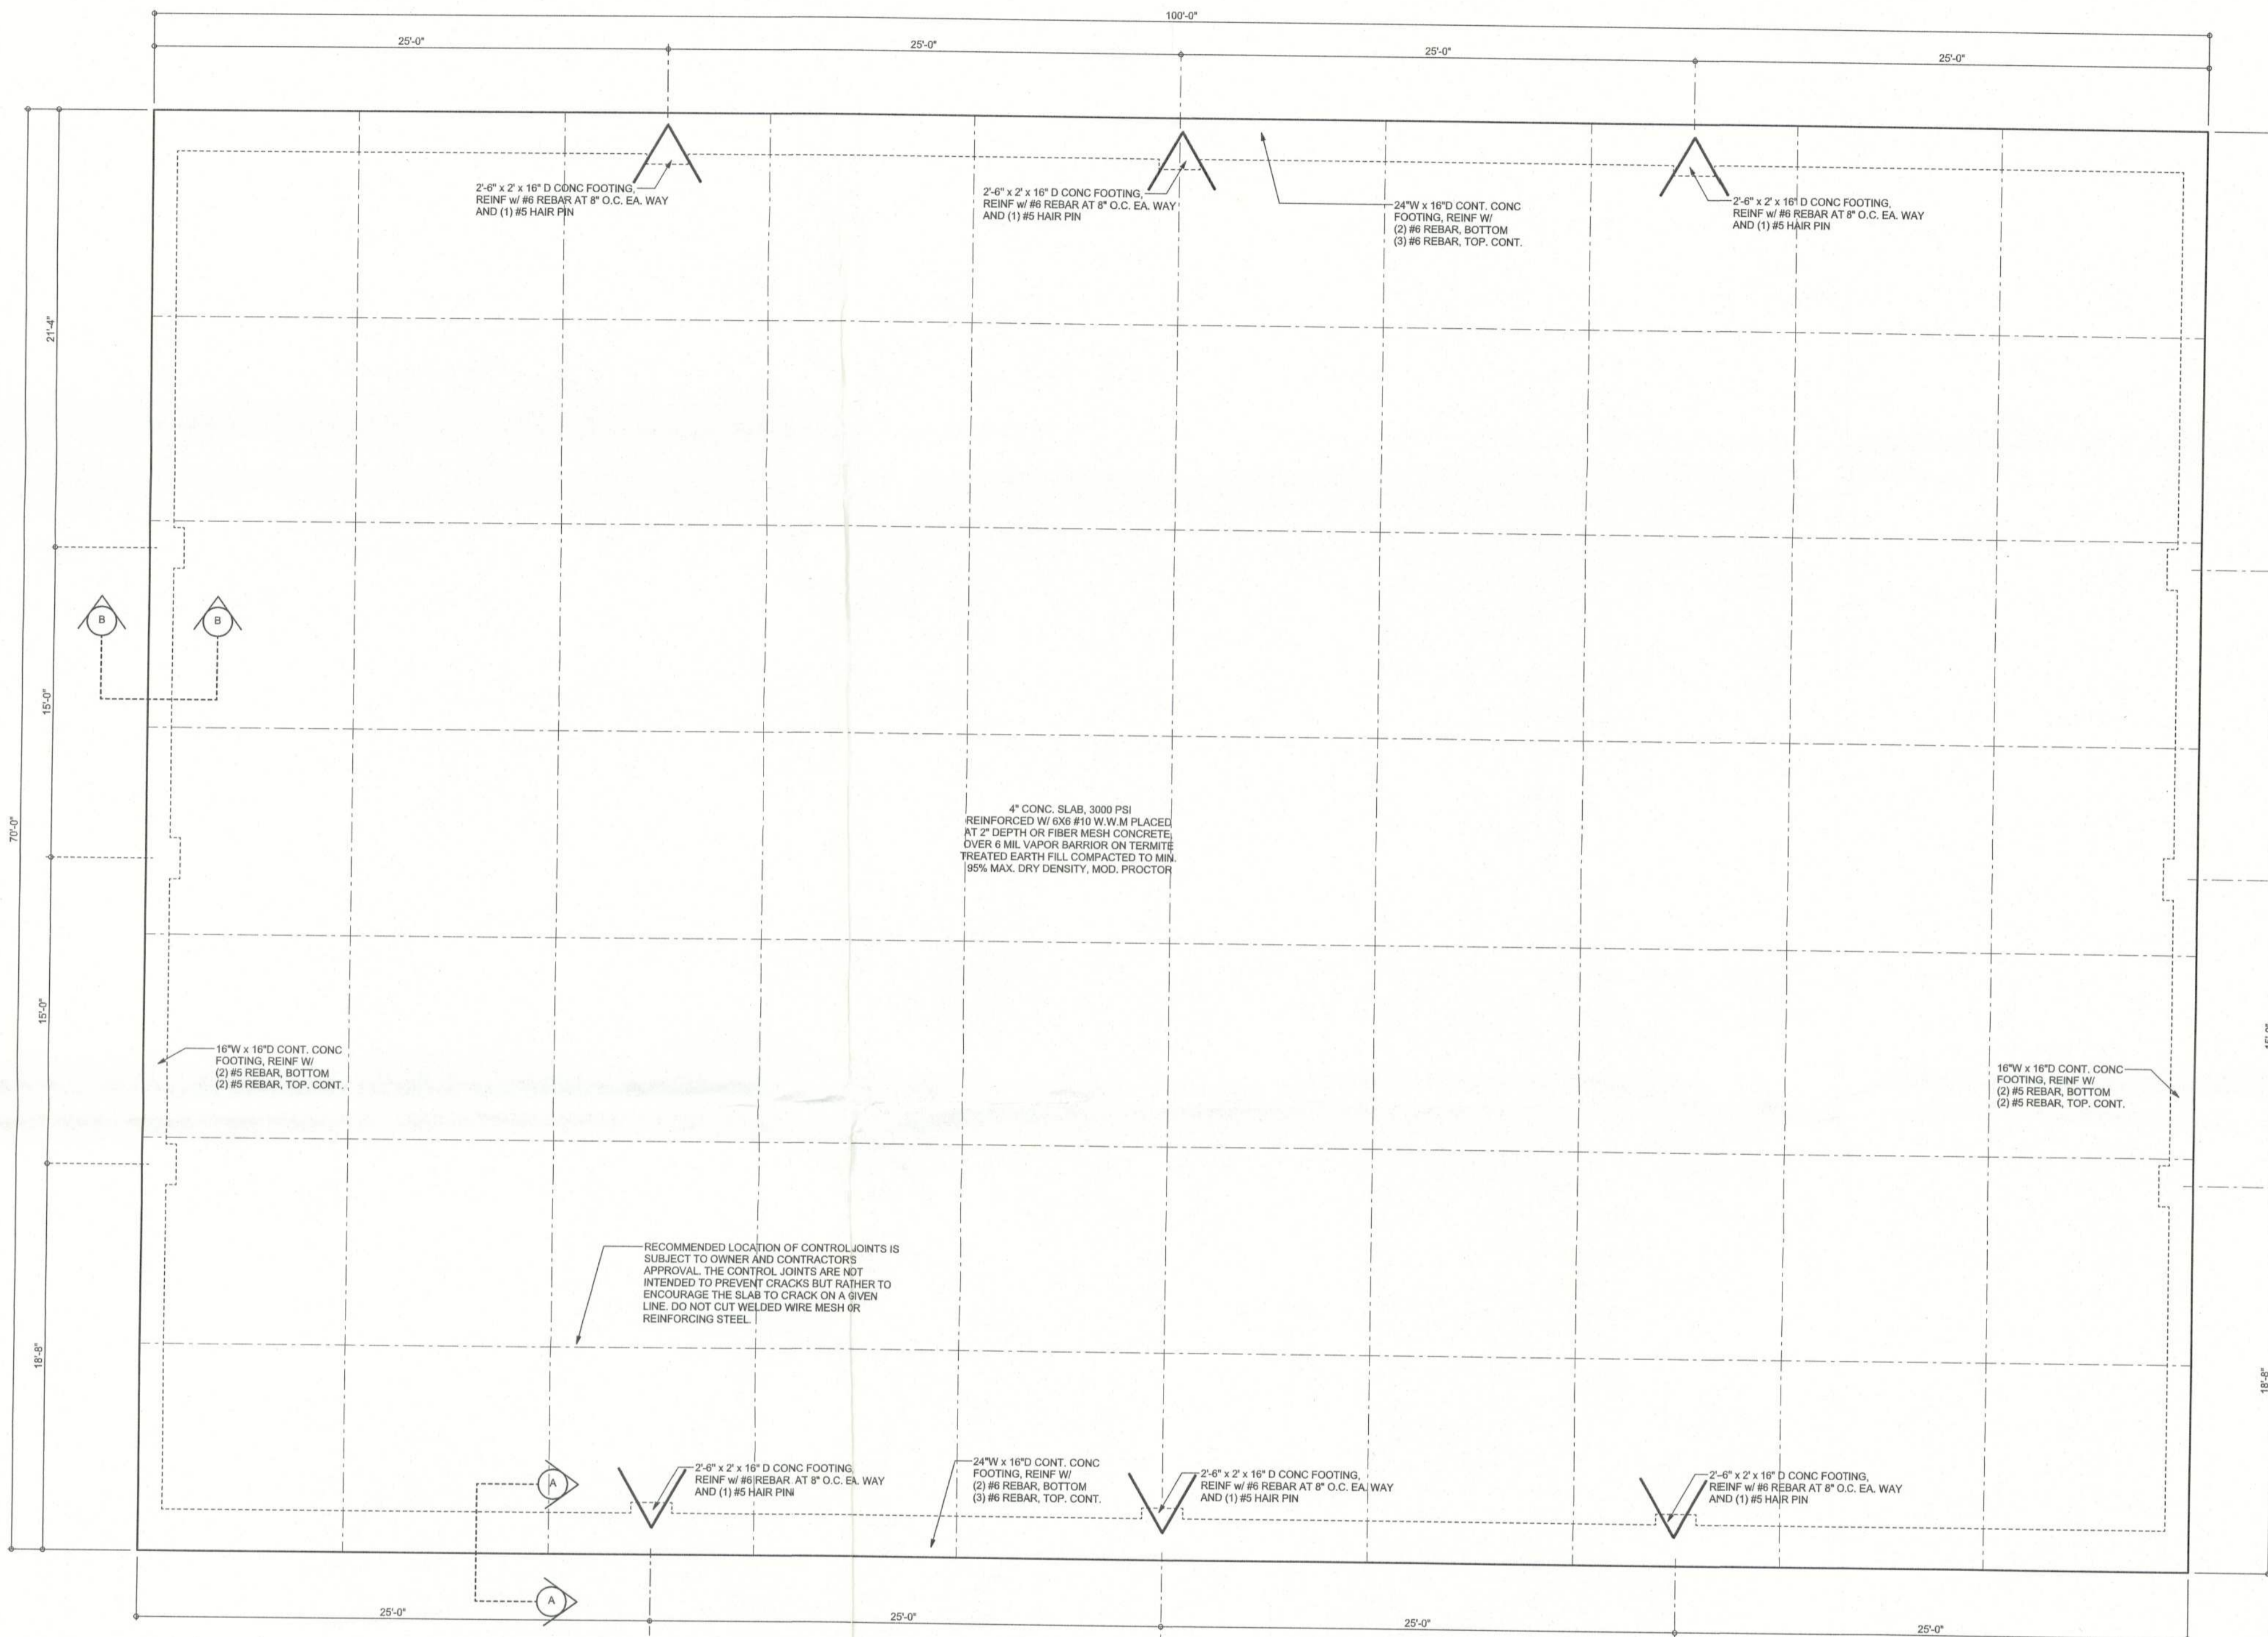 100'-0"
25'-0"
25'-0"
25'-0"
25'-0"
2'-6" x 2' x 16" D CONC FOOTING,
REINF w/ #6 REBAR AT 8" O.C. EA. WAY
AND (1) #5 HAIR PIN
2'-6" x 2' x 16" D CONC FOOTING,
REINF w/ #6 REBAR AT 8" O.C. EA. WAY
AND (1) #5 HAIR PIN
24"W x 16"D CONT. CONC
FOOTING, REINF W/
(2) #6 REBAR, BOTTOM
(3) #6 REBAR, TOP. CONT.
2'-6" x 2' x 16" D CONC FOOTING,
REINF w/ #6 REBAR AT 8" O.C. EA. WAY
AND (1) #5 HAIR PIN
21'-4"
B
B
15'-0"
70'-0"
4" CONC. SLAB, 3000 PSI
REINFORCED W/ 6X6 #10 W.W.M PLACED
AT 2" DEPTH OR FIBER MESH CONCRETE,
OVER 6 MIL VAPOR BARRIOR ON TERMITE
TREATED EARTH FILL COMPACTED TO MIN.
95% MAX. DRY DENSITY, MOD. PROCTOR
15'-0"
16"W x 16"D CONT. CONC
FOOTING, REINF W/
(2) #5 REBAR, BOTTOM
(2) #5 REBAR, TOP. CONT.
16"W x 16"D CONT. CONC
FOOTING, REINF W/
(2) #5 REBAR, BOTTOM
(2) #5 REBAR, TOP. CONT.
RECOMMENDED LOCATION OF CONTROL JOINTS IS
SUBJECT TO OWNER AND CONTRACTORS
APPROVAL. THE CONTROL JOINTS ARE NOT
INTENDED TO PREVENT CRACKS BUT RATHER TO
ENCOURAGE THE SLAB TO CRACK ON A GIVEN
LINE. DO NOT CUT WELDED WIRE MESH OR
REINFORCING STEEL.
18'-8"
18'-8"
A
2'-6" x 2' x 16" D CONC FOOTING,
REINF w/ #6 REBAR AT 8" O.C. EA. WAY
AND (1) #5 HAIR PIN
24"W x 16"D CONT. CONC
FOOTING, REINF W/
(2) #6 REBAR, BOTTOM
(3) #6 REBAR, TOP. CONT.
2'-6" x 2' x 16" D CONC FOOTING,
REINF w/ #6 REBAR AT 8" O.C. EA. WAY
AND (1) #5 HAIR PIN
2'-6" x 2' x 16" D CONC FOOTING,
REINF w/ #6 REBAR AT 8" O.C. EA. WAY
AND (1) #5 HAIR PIN
A
25'-0"
25'-0"
25'-0"
25'-0"